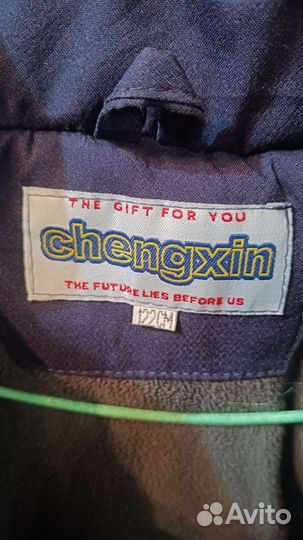 THE GIFT FOR YOU
chengxin
THE FUTURE LIES BEFORE US
122CM
Avito